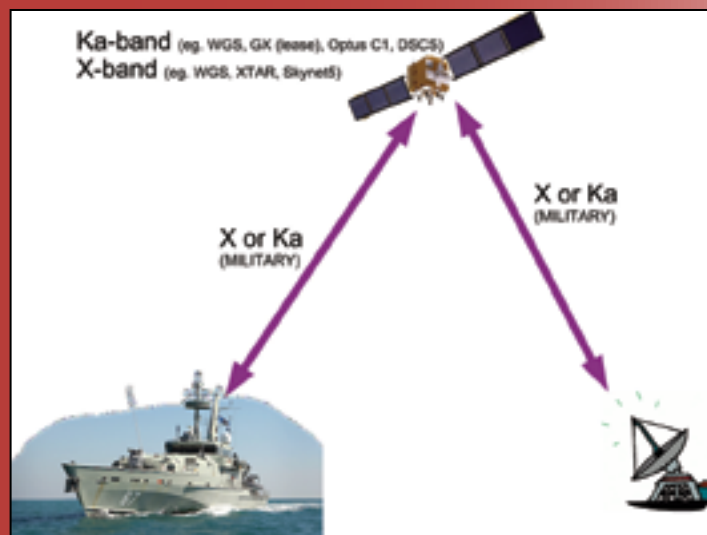 Ka-band (eg. WGS, GX (lease), Optus C1, DSCS)
X-band (eg. WGS, XTAR, Skynet5)
X or Ka
(MILITARY)
X or Ka
(MILITARY)